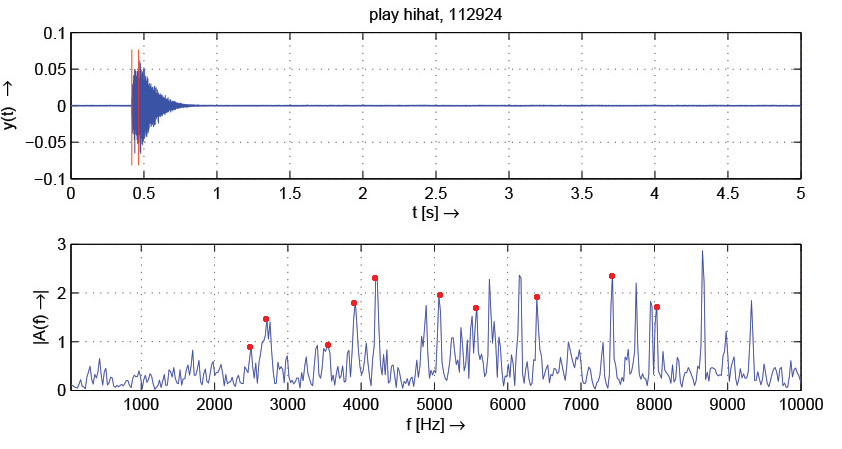 play hihat, 112924
0.1
0.05
0
−0.05
−0.1
y(t) →
0 0.5 1 1.5 2 2.5 3 3.5 4 4.5 5
t [s] →
3
2
1
0
|A(f) →|
1000 2000 3000 4000 5000 6000 7000 8000 9000 10000
f [Hz] →